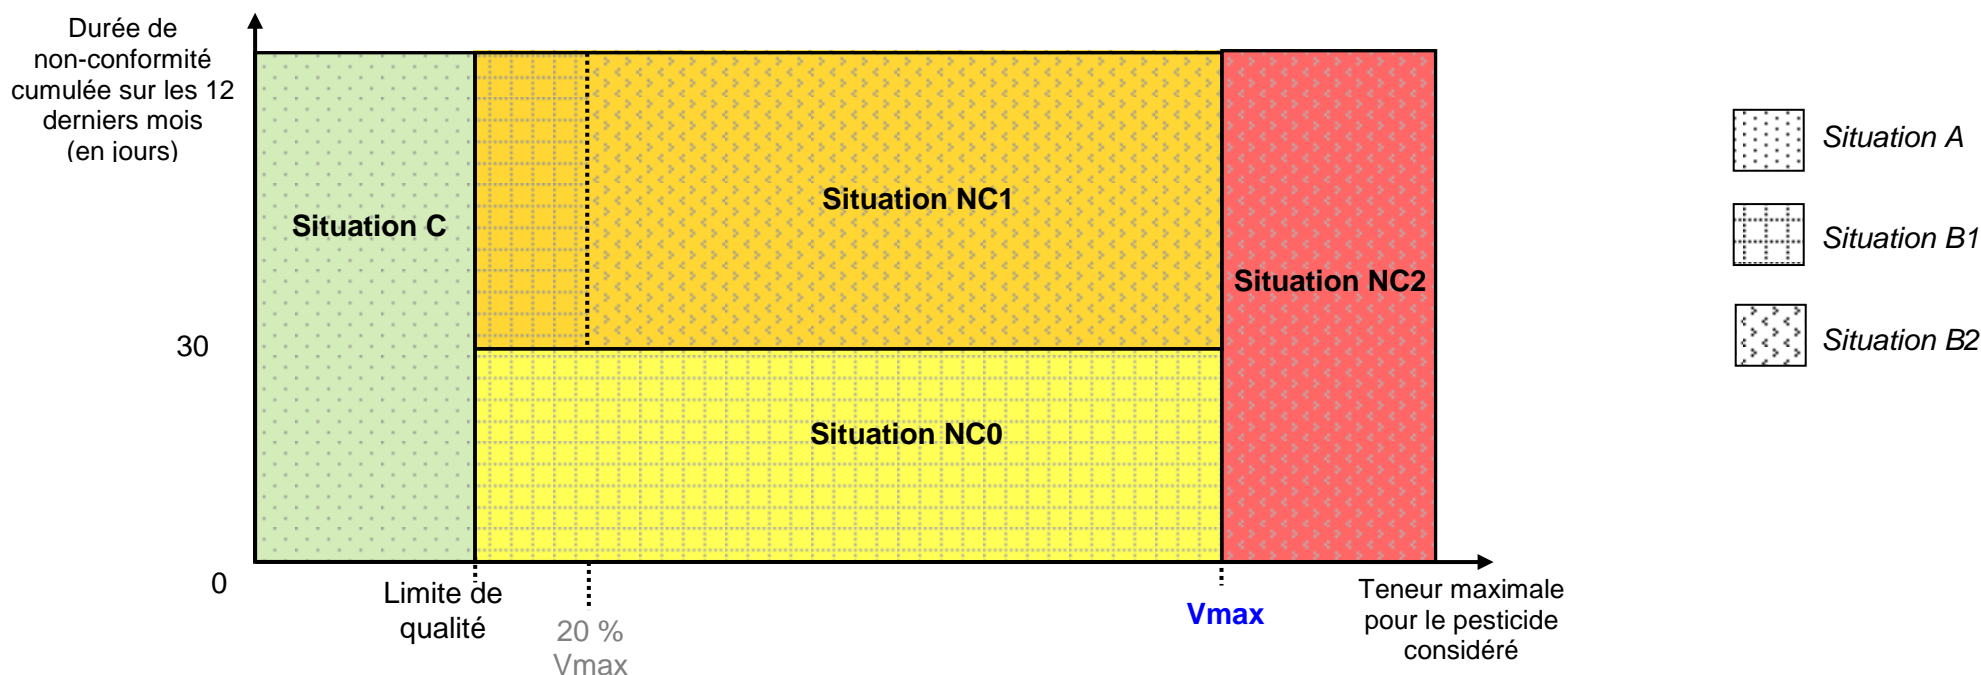 Durée de
non-conformité
cumulée sur les 12
derniers mois
(en jours)
30
0
Situation C
Situation NC1
Situation NC0
Situation NC2
Limite de
qualité
20 %
Vmax
Vmax
Teneur maximale
pour le pesticide
considéré
Situation A
Situation B1
Situation B2